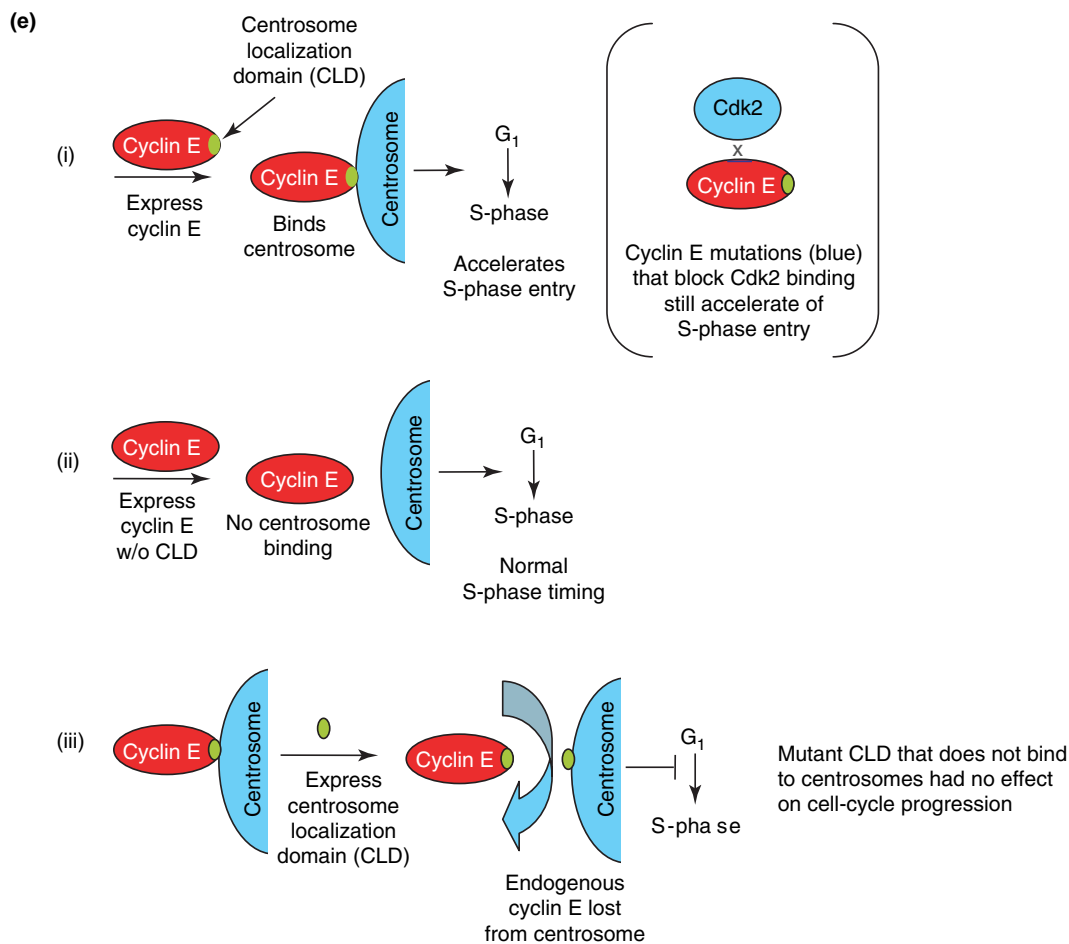 (e)
Centrosome
localization
domain (CLD)
(i)
Cyclin E
Express
cyclin E
Cyclin E
Binds
centrosome
Centrosome
G1
S-phase
Accelerates
S-phase entry
Cdk2
x
Cyclin E
Cyclin E mutations (blue)
that block Cdk2 binding
still accelerate of
S-phase entry
(ii)
Cyclin E
Express
cyclin E
w/o CLD
Cyclin E
No centrosome
binding
Centrosome
G1
S-phase
Normal
S-phase timing
(iii)
Cyclin E
Centrosome
Express
centrosome
localization
domain (CLD)
Cyclin E
Centrosome
Endogenous
cyclin E lost
from centrosome
G1
S-pha se
Mutant CLD that does not bind
to centrosomes had no effect
on cell-cycle progression